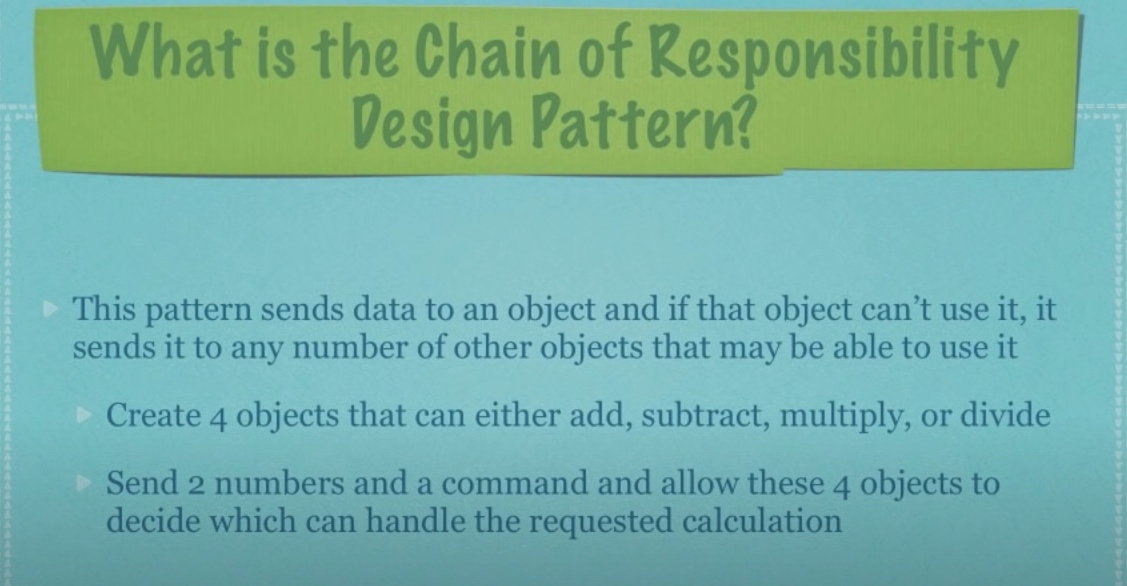 What is the Chain of Responsibility
Design Pattern?
This pattern sends data to an object and if that object can’t use it, it
sends it to any number of other objects that may be able to use it
Create 4 objects that can either add, subtract, multiply, or divide
Send 2 numbers and a command and allow these 4 objects to
decide which can handle the requested calculation